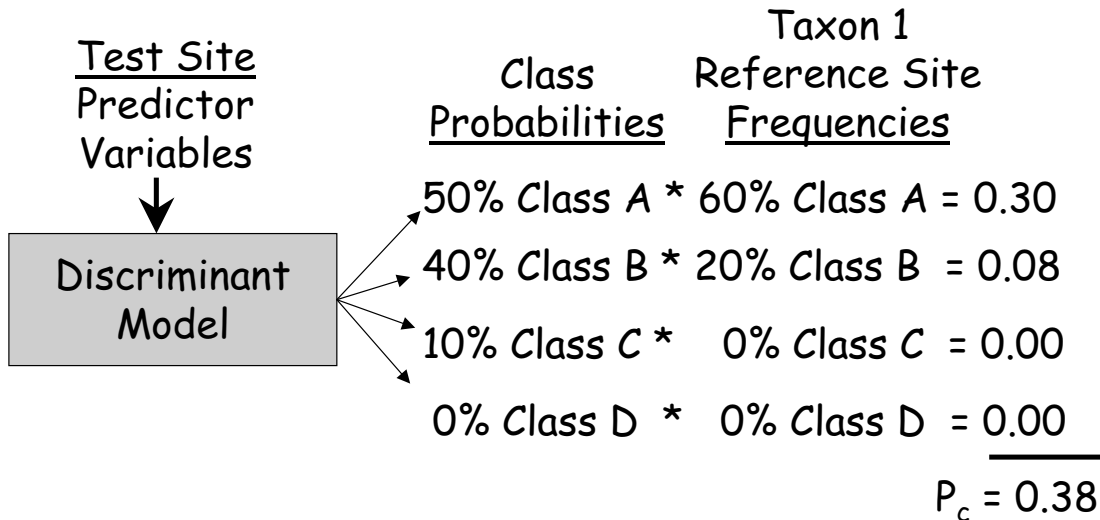 Test Site
Predictor
Variables
Discriminant
Model
Class
Probabilities
Taxon 1
Reference Site
Frequencies
50% Class A * 60% Class A = 0.30
40% Class B * 20% Class B = 0.08
10% Class C * 0% Class C = 0.00
0% Class D * 0% Class D = 0.00
Pc = 0.38